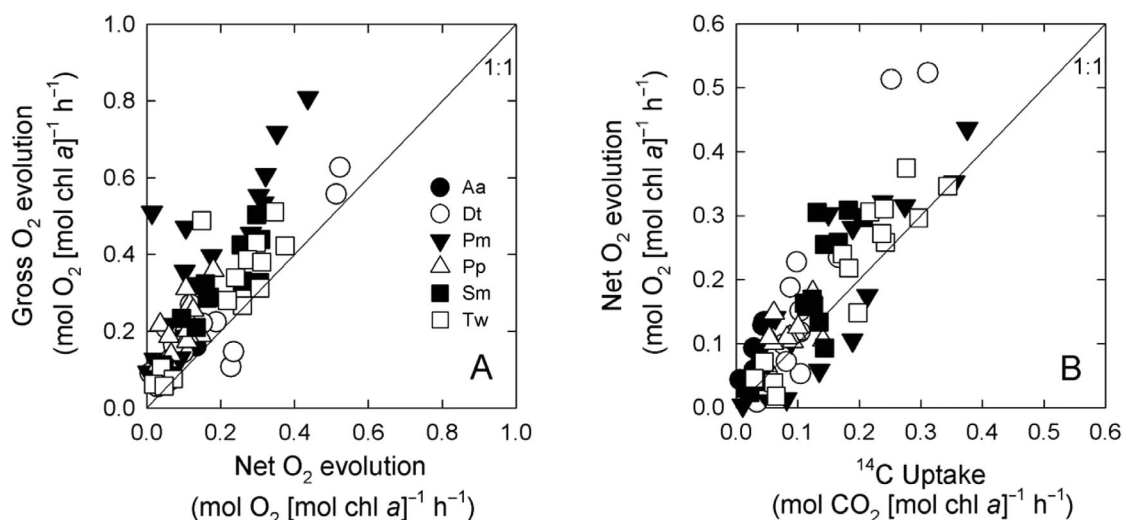 Gross O₂ evolution
(mol O₂ [mol chl a]⁻¹ h⁻¹)
1.0
0.8
0.6
0.4
0.2
0.0
1:1
Aa
Dt
Pm
Pp
Sm
Tw
A
0.0 0.2 0.4 0.6 0.8 1.0
Net O₂ evolution
(mol O₂ [mol chl a]⁻¹ h⁻¹)
Net O₂ evolution
(mol O₂ [mol chl a]⁻¹ h⁻¹)
0.6
0.5
0.4
0.3
0.2
0.1
0.0
1:1
B
0.0 0.1 0.2 0.3 0.4 0.5 0.6
¹⁴C Uptake
(mol CO₂ [mol chl a]⁻¹ h⁻¹)